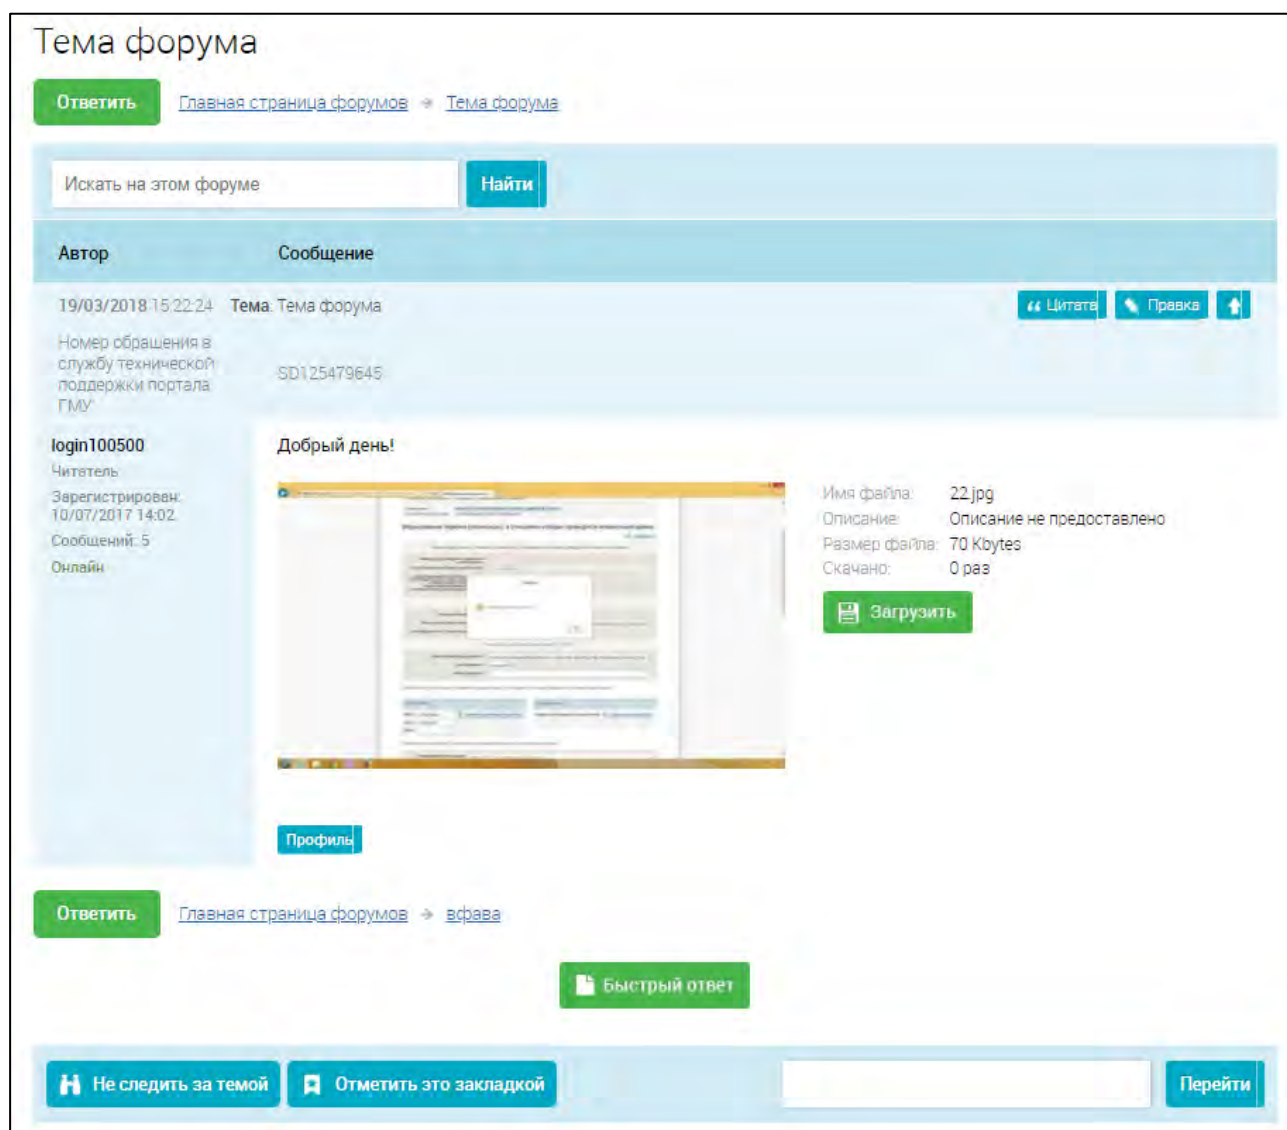 Тема форума
Ответить Главная страница форумов → Тема форума
Искать на этом форуме Найти
Автор Сообщение
19/03/2018 15:22:24 Тема: Тема форума Цитата Правка
Номер обращения в
службу технической
поддержки портала
ГМУ
SD125479645
login100500 Добрый день!
Читатель
Зарегистрирован:
10/07/2017 14:02
Сообщений: 5
Онлайн
Имя файла: 22.jpg
Описание: Описание не предоставлено
Размер файла: 70 Kbytes
Скачано: 0 раз
Загрузить
Профиль
Ответить Главная страница форумов → вфава
Быстрый ответ
Не следить за темой Отметить это закладкой Перейти